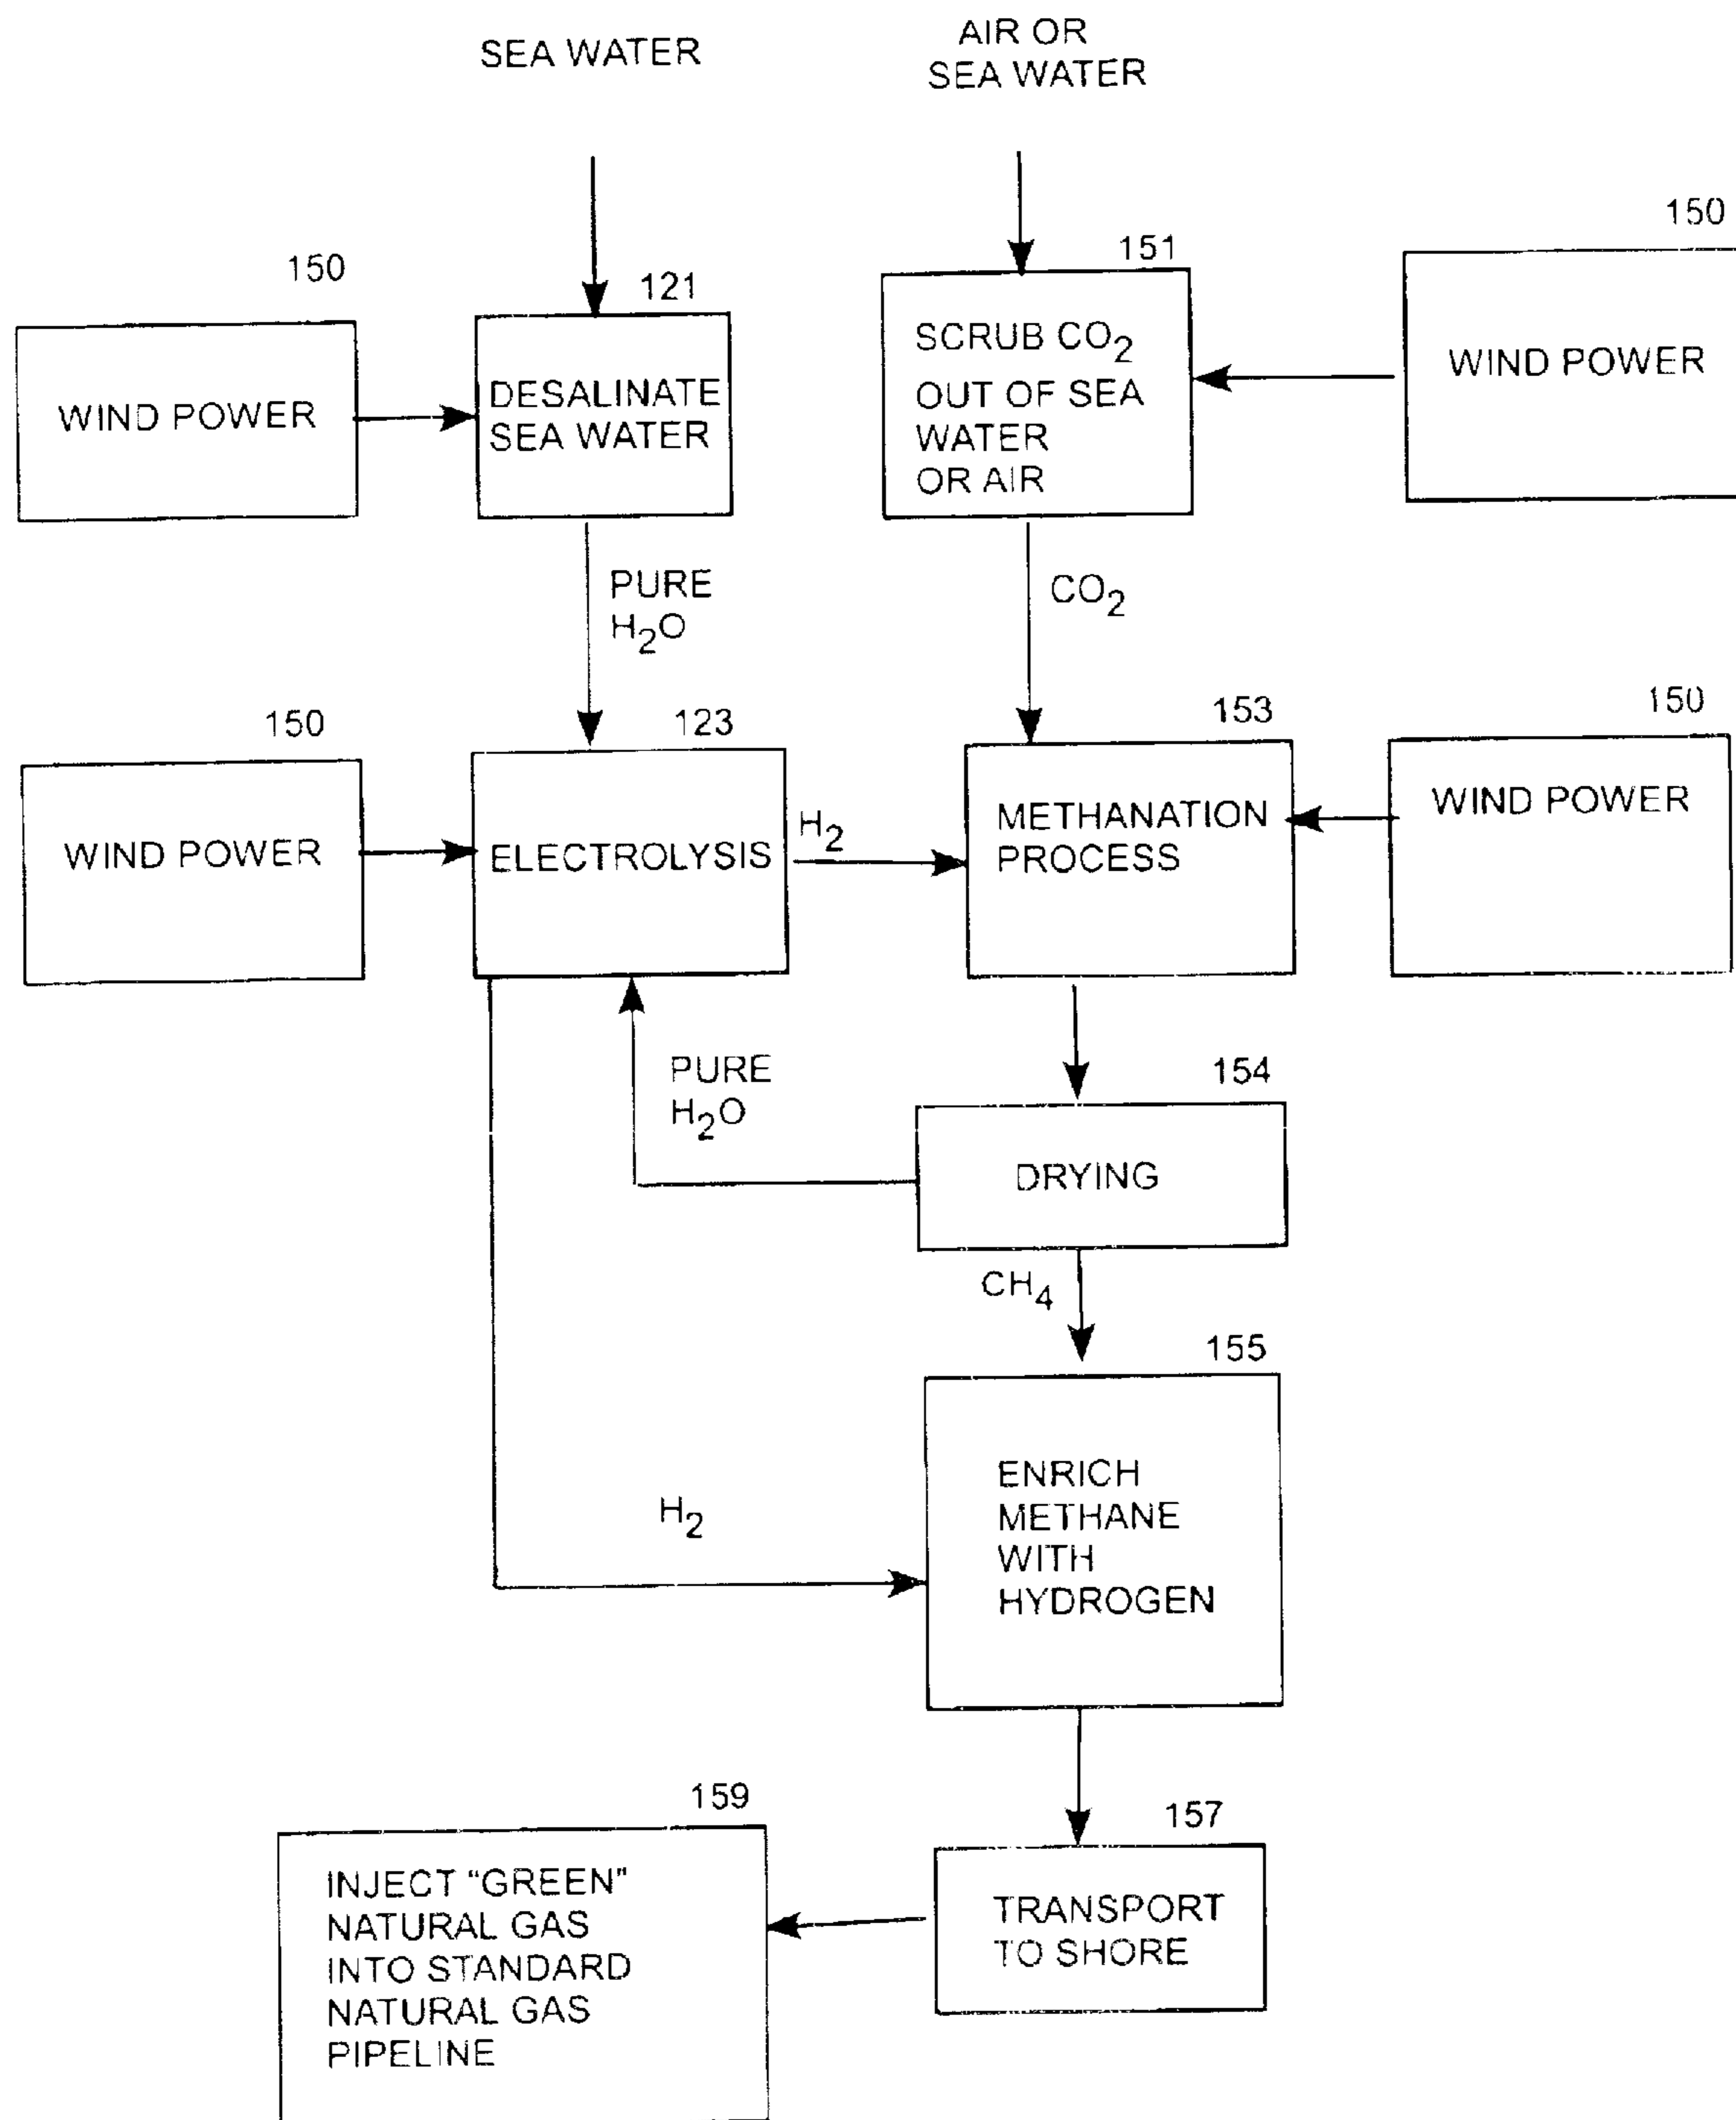 SEA WATER
AIR OR
SEA WATER
150
121
151
150
WIND POWER
DESALINATE
SEA WATER
SCRUB CO2
OUT OF SEA
WATER
OR AIR
WIND POWER
PURE
H2O
CO2
150
123
153
150
WIND POWER
ELECTROLYSIS
H2
METHANATION
PROCESS
WIND POWER
PURE
H2O
154
DRYING
CH4
155
H2
ENRICH
METHANE
WITH
HYDROGEN
159
157
INJECT “GREEN”
NATURAL GAS
INTO STANDARD
NATURAL GAS
PIPELINE
TRANSPORT
TO SHORE